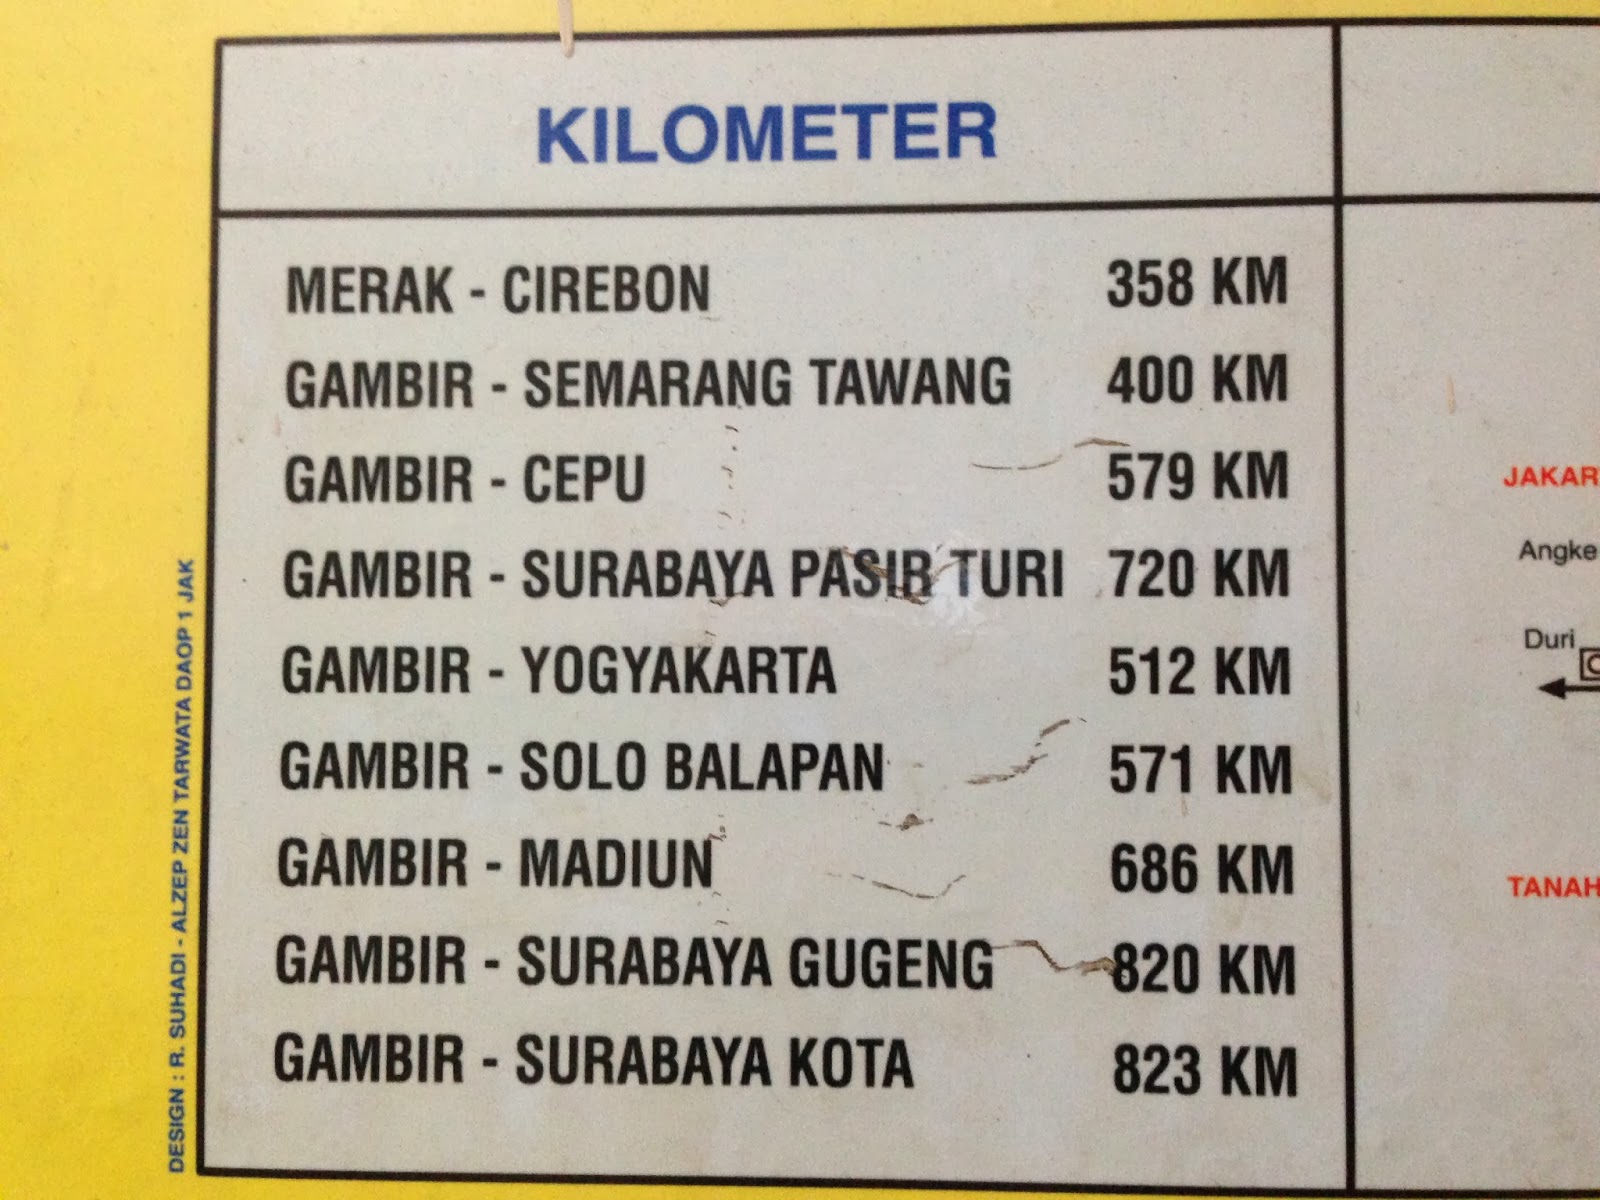 KILOMETER
MERAK - CIREBON 358 KM
GAMBIR - SEMARANG TAWANG 400 KM
GAMBIR - CEPU 579 KM
GAMBIR - SURABAYA PASIR TURI 720 KM
GAMBIR - YOGYAKARTA 512 KM
GAMBIR - SOLO BALAPAN 571 KM
GAMBIR - MADIUN 686 KM
GAMBIR - SURABAYA GUGENG 820 KM
GAMBIR - SURABAYA KOTA 823 KM
DESIGN : R. SUHADI - ALZEP ZEN TARWATA DAOP 1 JAK
JAKAR
Angke
Duri
TANAH